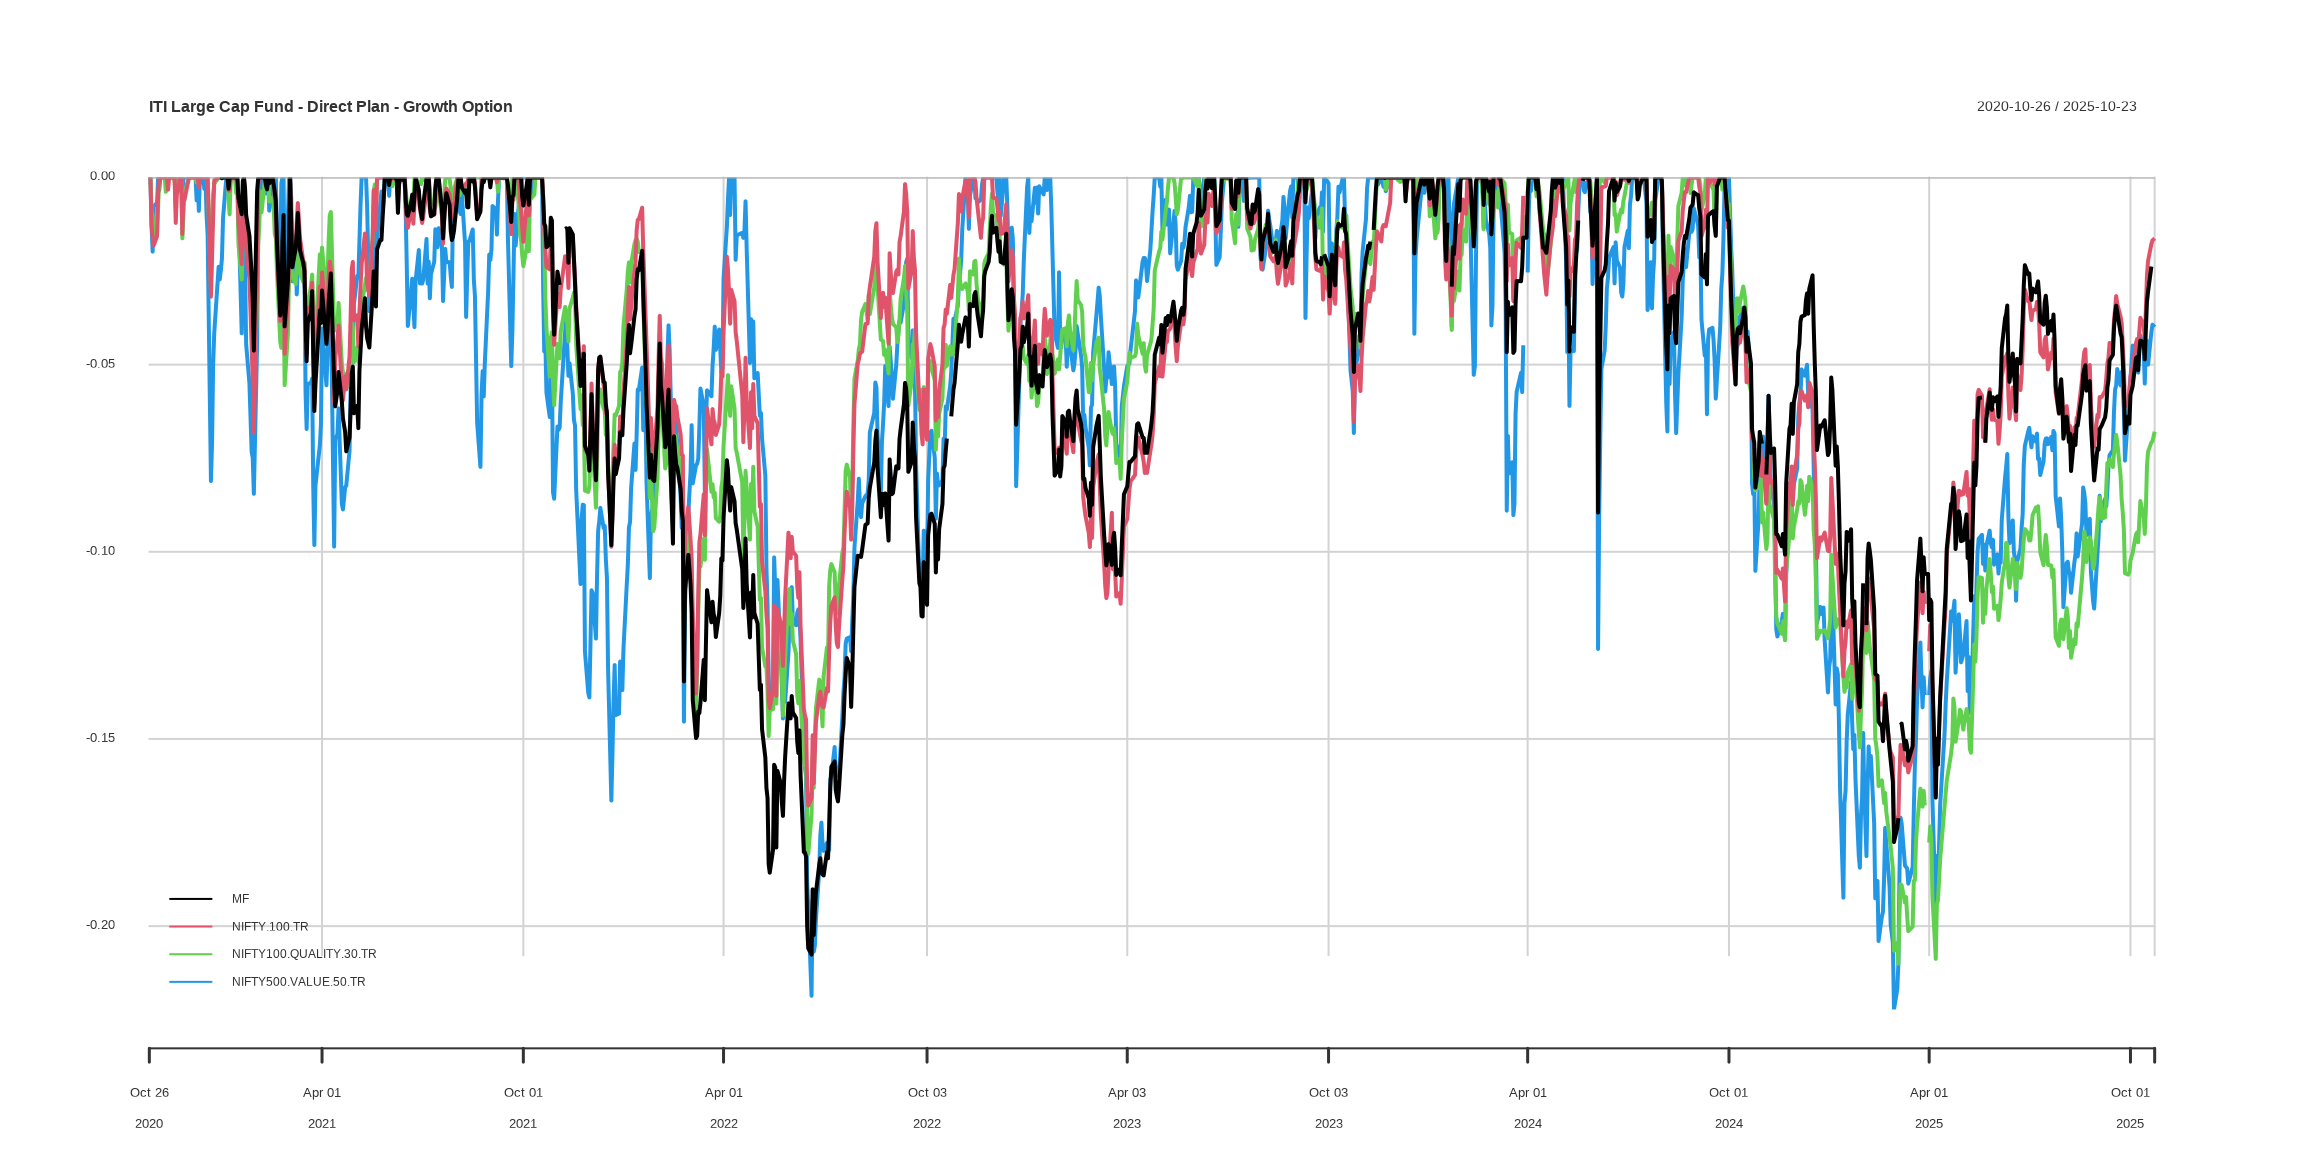 ITI Large Cap Fund - Direct Plan - Growth Option
2020-10-26 / 2025-10-23
0.00
-0.05
-0.10
-0.15
-0.20
MF
NIFTY.100.TR
NIFTY100.QUALITY.30.TR
NIFTY500.VALUE.50.TR
Oct 26 Apr 01 Oct 01 Apr 01 Oct 03 Apr 03 Oct 03 Apr 01 Oct 01 Apr 01 Oct 01
2020 2021 2021 2022 2022 2023 2023 2024 2024 2025 2025